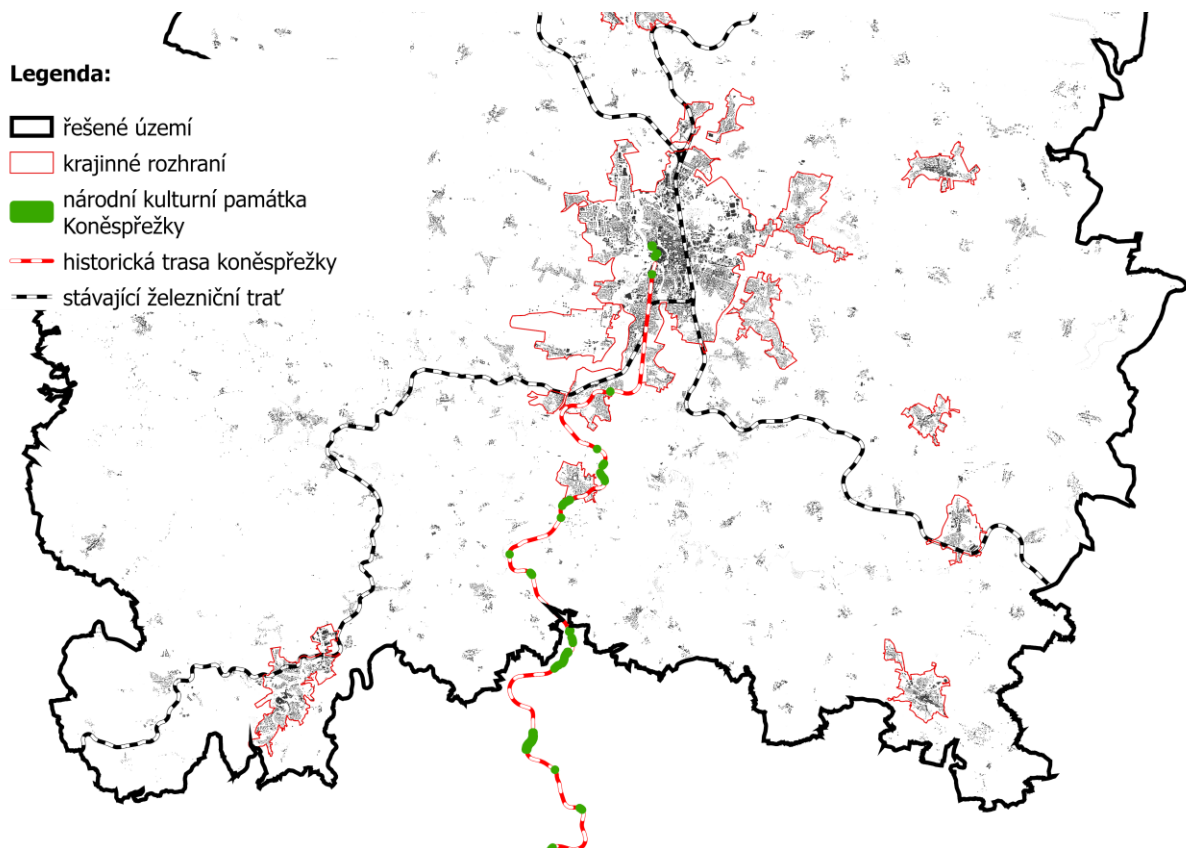 Legenda:
řešené území
krajinné rozhraní
národní kulturní památka
Koněspřežky
historická trasa koněspřežky
stávající železniční trať